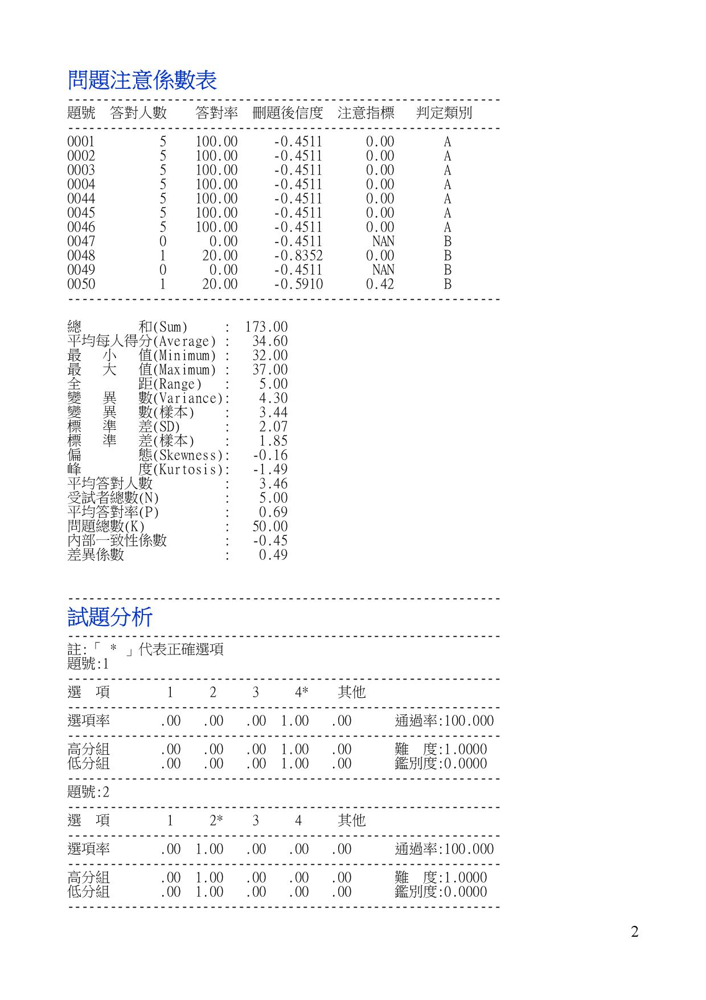 問題注意係數表
-------------------------------------------------------------
題號　答對人數　　答對率　刪題後信度　注意指標　 判定類別
-------------------------------------------------------------
0001 5 100.00 -0.4511 0.00 A
0002 5 100.00 -0.4511 0.00 A
0003 5 100.00 -0.4511 0.00 A
0004 5 100.00 -0.4511 0.00 A
0044 5 100.00 -0.4511 0.00 A
0045 5 100.00 -0.4511 0.00 A
0046 5 100.00 -0.4511 0.00 A
0047 0 0.00 -0.4511 NAN B
0048 1 20.00 -0.8352 0.00 B
0049 0 0.00 -0.4511 NAN B
0050 1 20.00 -0.5910 0.42 B
-------------------------------------------------------------
總　　　　和(Sum) : 173.00
平均每人得分(Average) : 34.60
最　小　值(Minimum) : 32.00
最　大　值(Maximum) : 37.00
全　　　　距(Range) : 5.00
變　異　數(Variance): 4.30
變　異　數(樣本) : 3.44
標　準　差(SD) : 2.07
標　準　差(樣本) : 1.85
偏　　　　態(Skewness): -0.16
峰　　　　度(Kurtosis): -1.49
平均答對人數 : 3.46
受試者總數(N) : 5.00
平均答對率(P) : 0.69
問題總數(K) : 50.00
內部一致性係數 : -0.45
差異係數 : 0.49
-------------------------------------------------------------
試題分析
-------------------------------------------------------------
註:「 * 」代表正確選項
題號:1
-------------------------------------------------------------
選　項 1 2 3 4* 其他
-------------------------------------------------------------
選項率 .00 .00 .00 1.00 .00 通過率:100.000
-------------------------------------------------------------
高分組 .00 .00 .00 1.00 .00 難　度:1.0000
低分組 .00 .00 .00 1.00 .00 鑑別度:0.0000
-------------------------------------------------------------
題號:2
-------------------------------------------------------------
選　項 1 2* 3 4 其他
-------------------------------------------------------------
選項率 .00 1.00 .00 .00 .00 通過率:100.000
-------------------------------------------------------------
高分組 .00 1.00 .00 .00 .00 難　度:1.0000
低分組 .00 1.00 .00 .00 .00 鑑別度:0.0000
-------------------------------------------------------------
2